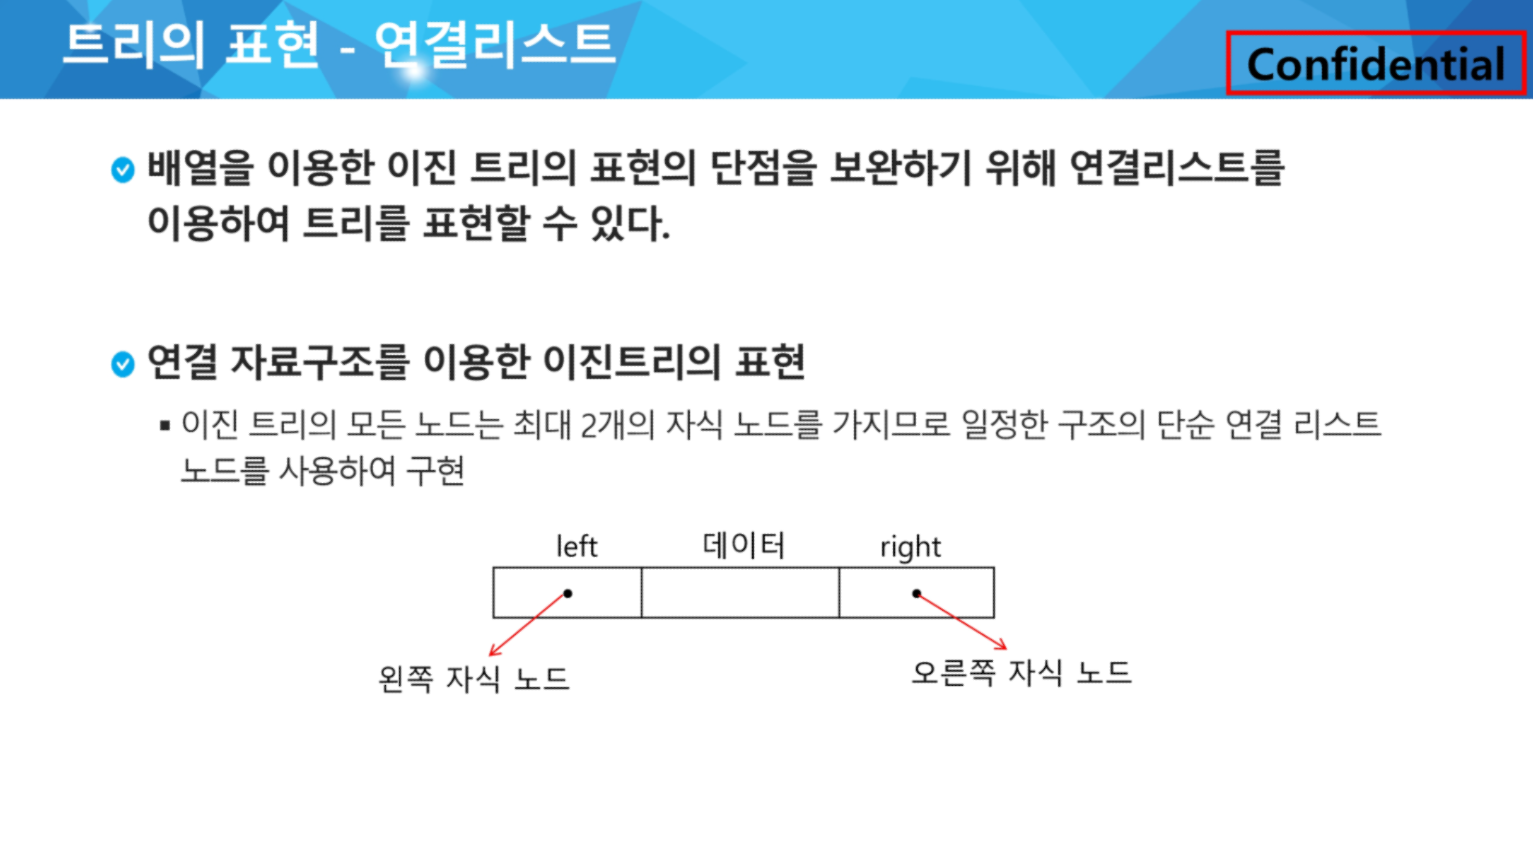 트리의 표현 - 연결리스트
Confidential
배열을 이용한 이진 트리의 표현의 단점을 보완하기 위해 연결리스트를
이용하여 트리를 표현할 수 있다.
연결 자료구조를 이용한 이진트리의 표현
▪ 이진 트리의 모든 노드는 최대 2개의 자식 노드를 가지므로 일정한 구조의 단순 연결 리스트
노드를 사용하여 구현
left 데이터 right
왼쪽 자식 노드 오른쪽 자식 노드